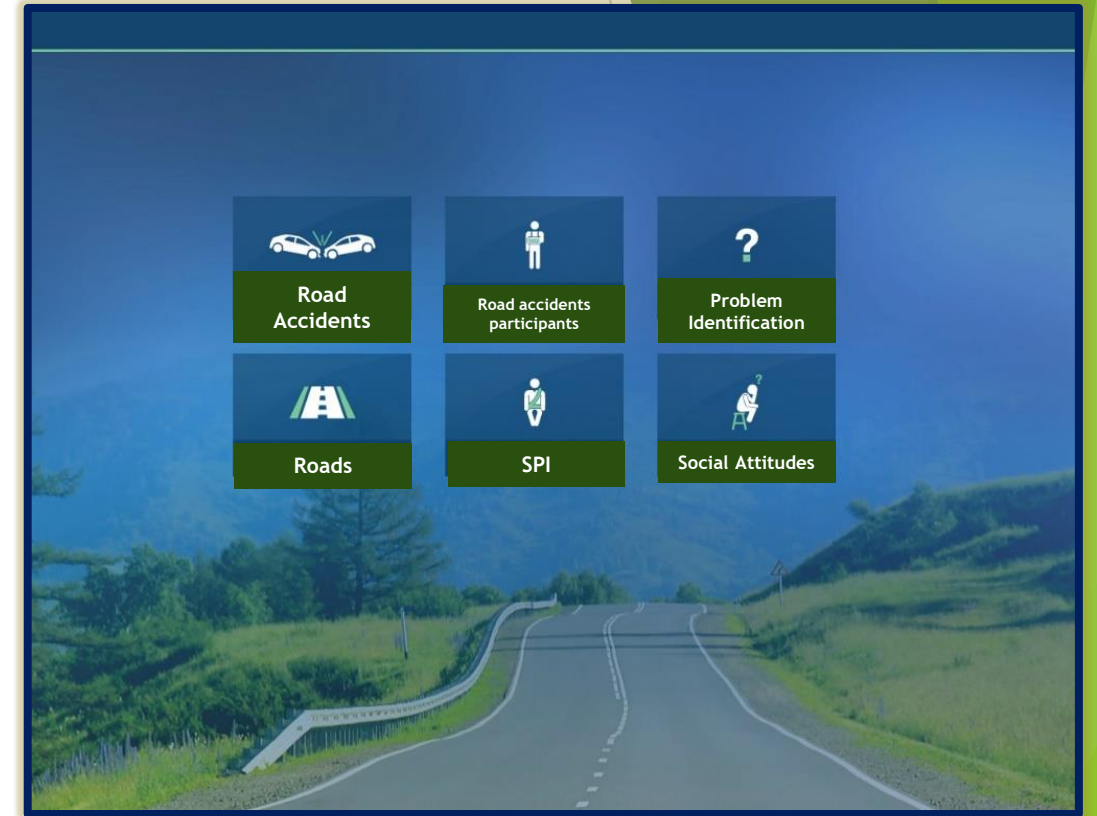 Road
Accidents
Road accidents
participants
?
Problem
Identification
Roads
SPI
?
Social Attitudes